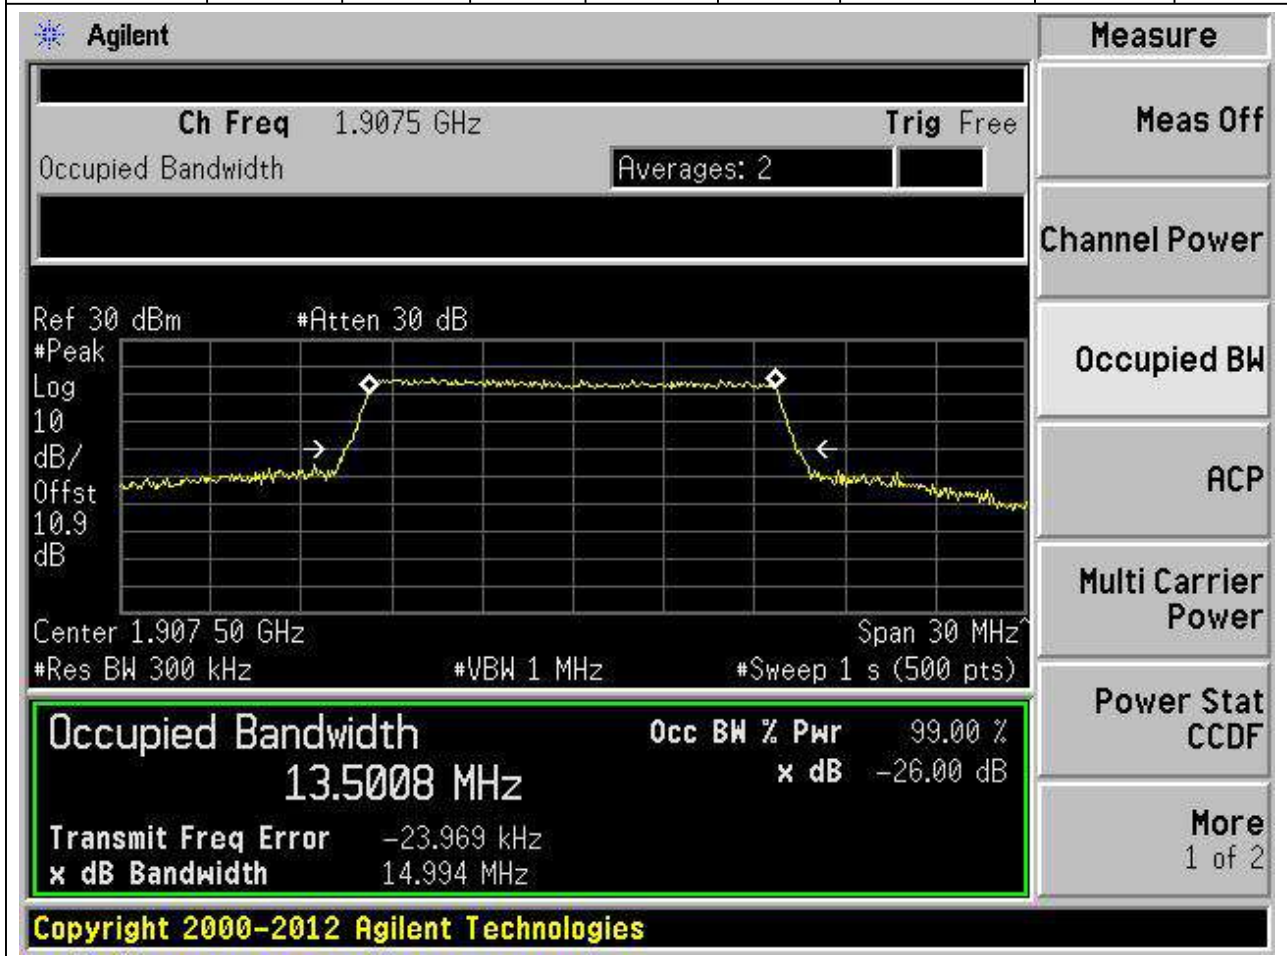 Agilent
Measure
Ch Freq 1.9075 GHz
Trig Free
Occupied Bandwidth
Averages: 2
Meas Off
Channel Power
Occupied BW
ACP
Multi Carrier
Power
Power Stat
CCDF
More
1 of 2
Ref 30 dBm #Atten 30 dB
#Peak
Log
10
dB/
Offst
10.9
dB
Center 1.907 50 GHz Span 30 MHz^
#Res BW 300 kHz #VBW 1 MHz #Sweep 1 s (500 pts)
Occupied Bandwidth
13.5008 MHz
Occ BW % Pwr 99.00 %
x dB -26.00 dB
Transmit Freq Error -23.969 kHz
x dB Bandwidth 14.994 MHz
Copyright 2000-2012 Agilent Technologies